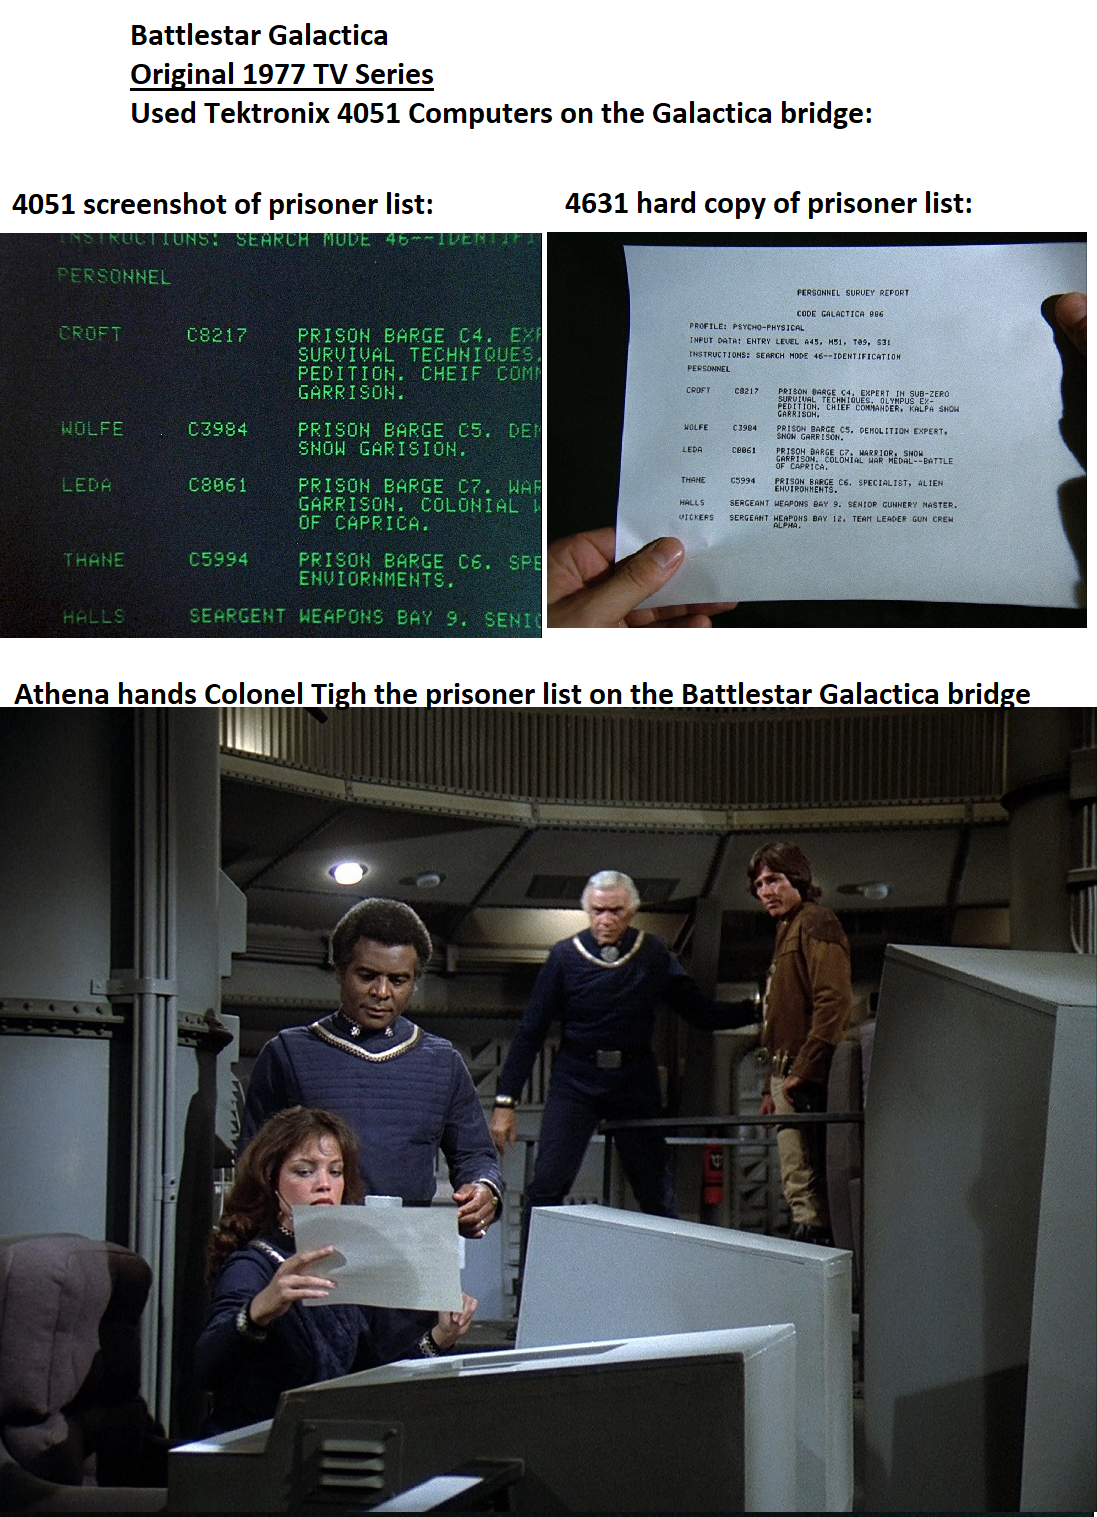 Battlestar Galactica
Original 1977 TV Series
Used Tektronix 4051 Computers on the Galactica bridge:
4051 screenshot of prisoner list:
4631 hard copy of prisoner list:
INSTRUCTIONS: SEARCH MODE 46--IDENTIFI
PERSONNEL
CROFT C8217 PRISON BARGE C4. EXP
SURVIVAL TECHNIQUES.
PEDITION. CHEIF COMM
GARRISON.
WOLFE C3984 PRISON BARGE C5. DEM
SNOW GARISION.
LEDA C8061 PRISON BARGE C7. WAR
GARRISON. COLONIAL W
OF CAPRICA.
THANE C5994 PRISON BARGE C6. SPE
ENVIORNMENTS.
HALLS SEARGENT WEAPONS BAY 9. SENIO
PERSONNEL SURVEY REPORT
CODE GALACTICA 006
PROFILE: PSYCHO-PHYSICAL
INPUT DATA: ENTRY LEVEL A45, M51, T09, S31
INSTRUCTIONS: SEARCH MODE 46--IDENTIFICATION
PERSONNEL
CROFT C8217 PRISON BARGE C4. EXPERT IN SUB-ZERO
SURVIVAL TECHNIQUES. OLYMPUS EX-
PEDITION. CHIEF COMMANDER, KALPA SNOW
GARRISON.
WOLFE C3984 PRISON BARGE C5. DEMOLITION EXPERT,
SNOW GARRISON.
LEDA C8061 PRISON BARGE C7. WARRIOR, SNOW
GARRISON. COLONIAL WAR MEDAL--BATTLE
OF CAPRICA.
THANE C5994 PRISON BARGE C6. SPECIALIST, ALIEN
ENVIRONMENTS.
HALLS SERGEANT WEAPONS BAY 9. SENIOR GUNNERY MASTER.
VICKERS SERGEANT WEAPONS BAY 12. TEAM LEADER GUN CREW
ALPHA.
Athena hands Colonel Tigh the prisoner list on the Battlestar Galactica bridge